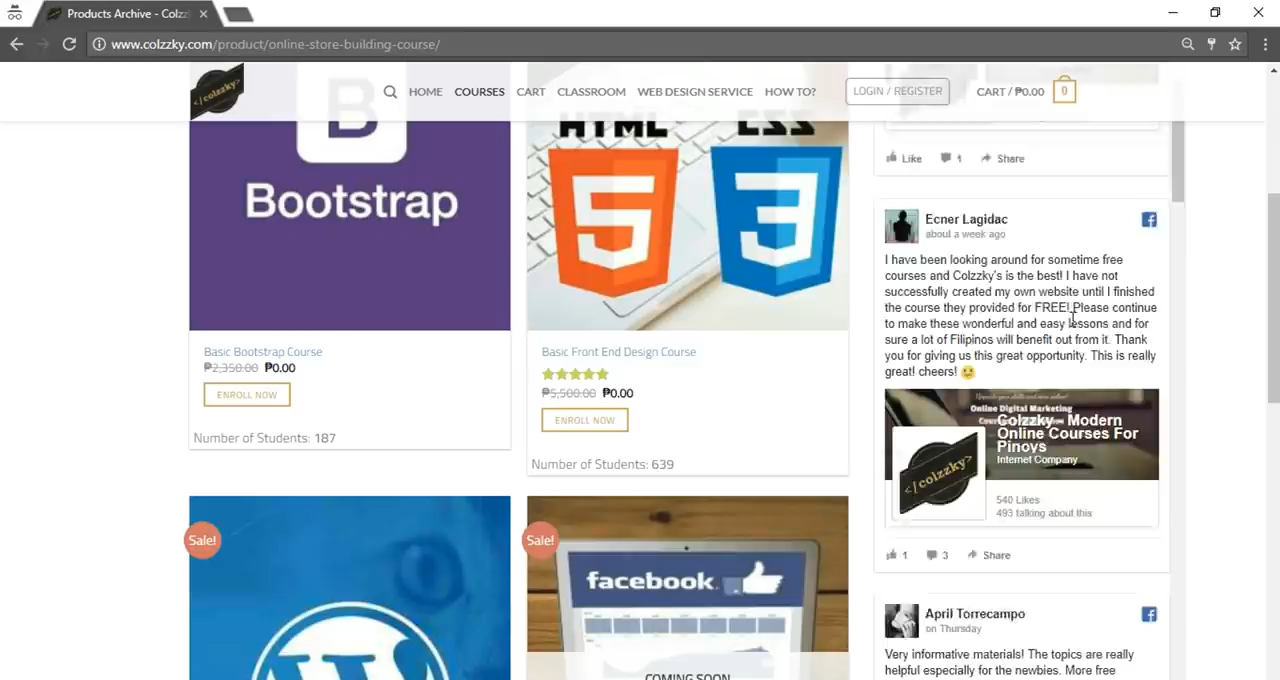 Products Archive - Colzz
www.colzzky.com/product/online-store-building-course/
</colzzky>
HOME
COURSES
CART
CLASSROOM
WEB DESIGN SERVICE
HOW TO?
LOGIN / REGISTER
CART / ₱0.00
0
B
Bootstrap
HTML CSS
5 3
Basic Bootstrap Course
₱2,350.00 ₱0.00
ENROLL NOW
Number of Students: 187
Basic Front End Design Course
₱5,500.00 ₱0.00
ENROLL NOW
Number of Students: 639
Sale!
W
Sale!
facebook
COMING SOON
Like 1 Share
Ecner Lagidac
about a week ago
I have been looking around for sometime free
courses and Colzzky's is the best! I have not
successfully created my own website until I finished
the course they provided for FREE! Please continue
to make these wonderful and easy lessons and for
sure a lot of Filipinos will benefit out from it. Thank
you for giving us this great opportunity. This is really
great! cheers!
Online Digital Marketing
Colzzky - Modern
Online Courses For
Pinoys
Internet Company
</colzzky>
540 Likes
493 talking about this
1 3 Share
April Torrecampo
on Thursday
Very informative materials! The topics are really
helpful especially for the newbies. More free